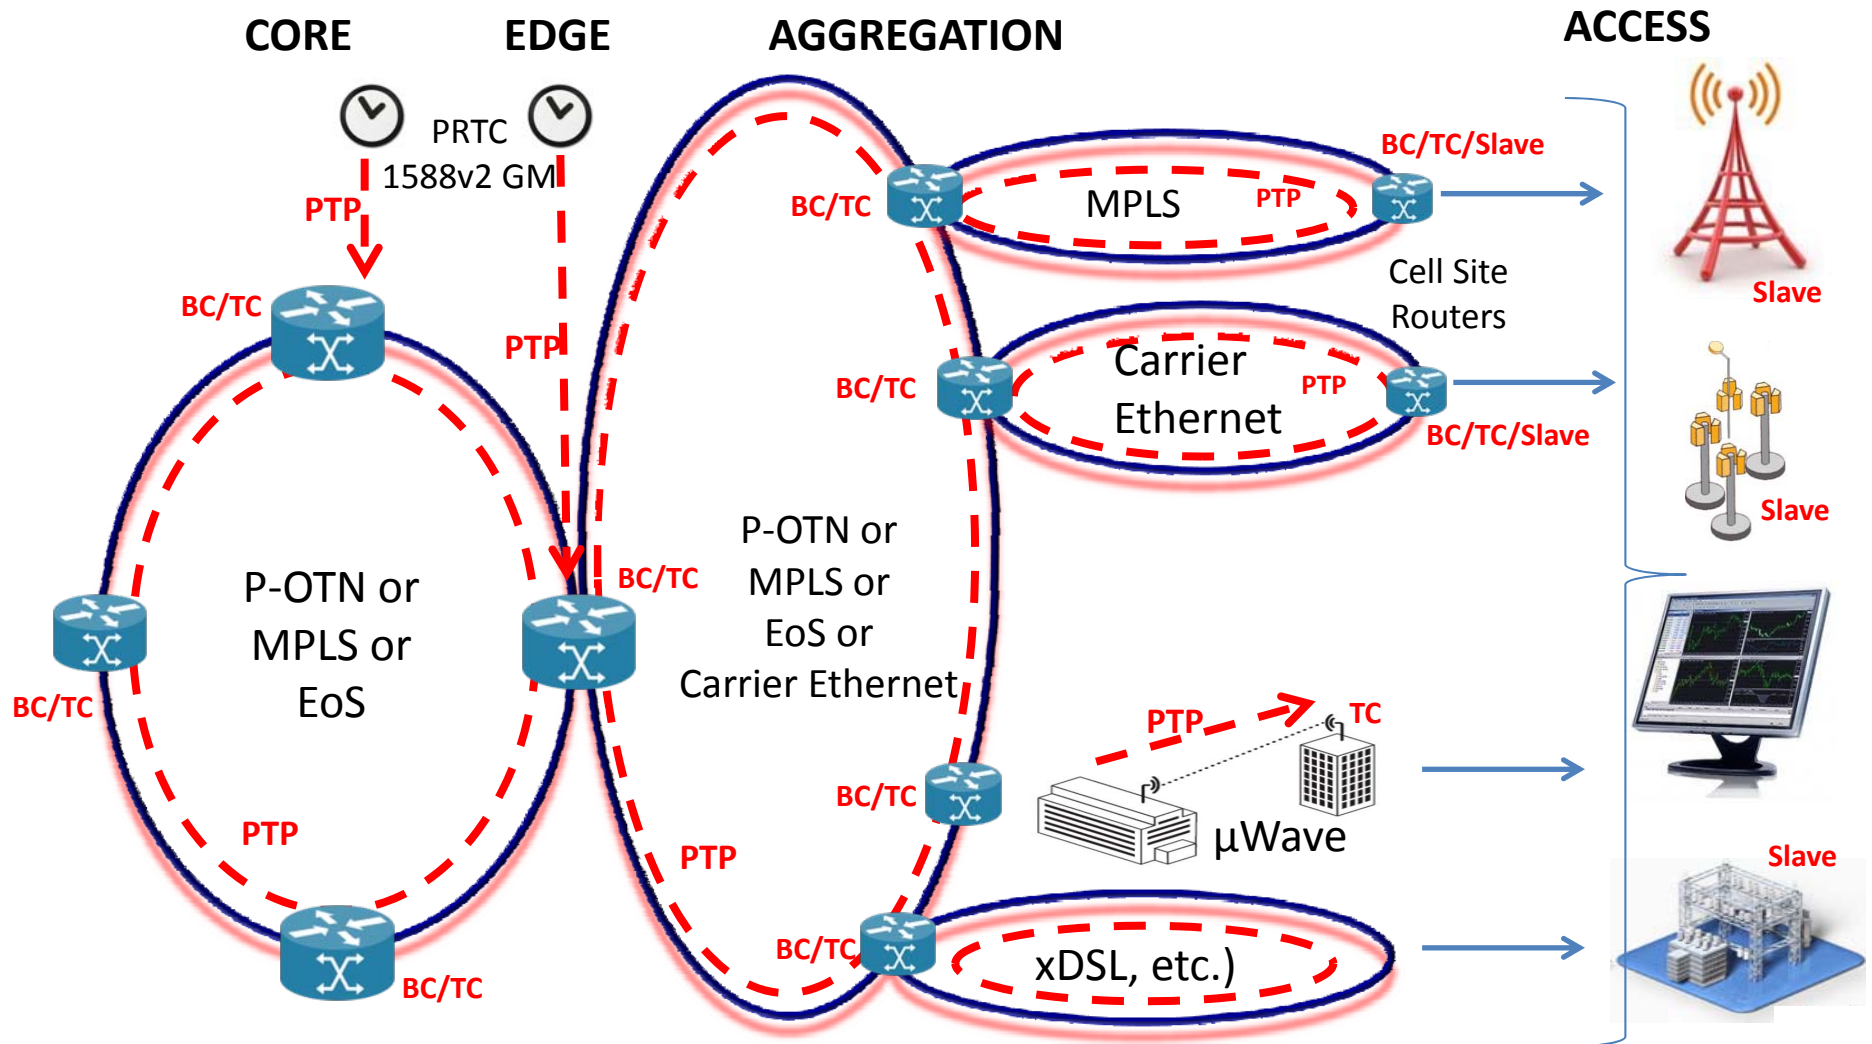 CORE
EDGE
AGGREGATION
ACCESS
PRTC
1588v2 GM
PTP
BC/TC
PTP
BC/TC
BC/TC
P-OTN or
MPLS or
EoS
PTP
BC/TC
BC/TC
MPLS
PTP
BC/TC/Slave
Cell Site
Routers
BC/TC
Carrier
Ethernet
PTP
BC/TC/Slave
P-OTN or
MPLS or
EoS or
Carrier Ethernet
PTP
BC/TC
PTP
TC
µWave
BC/TC
xDSL, etc.)
Slave
Slave
Slave